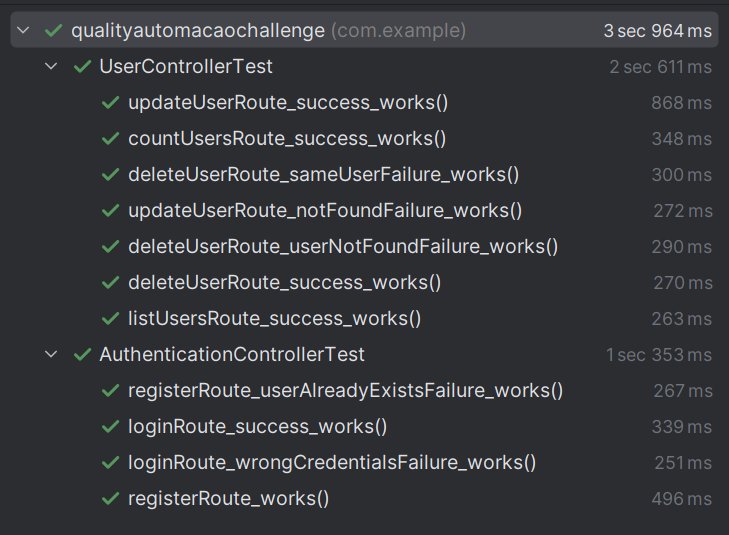 qualityautomacaochallenge (com.example) 3 sec 964 ms
UserControllerTest 2 sec 611 ms
updateUserRoute_success_works() 868 ms
countUsersRoute_success_works() 348 ms
deleteUserRoute_sameUserFailure_works() 300 ms
updateUserRoute_notFoundFailure_works() 272 ms
deleteUserRoute_userNotFoundFailure_works() 290 ms
deleteUserRoute_success_works() 270 ms
listUsersRoute_success_works() 263 ms
AuthenticationControllerTest 1 sec 353 ms
registerRoute_userAlreadyExistsFailure_works() 267 ms
loginRoute_success_works() 339 ms
loginRoute_wrongCredentialsFailure_works() 251 ms
registerRoute_works() 496 ms